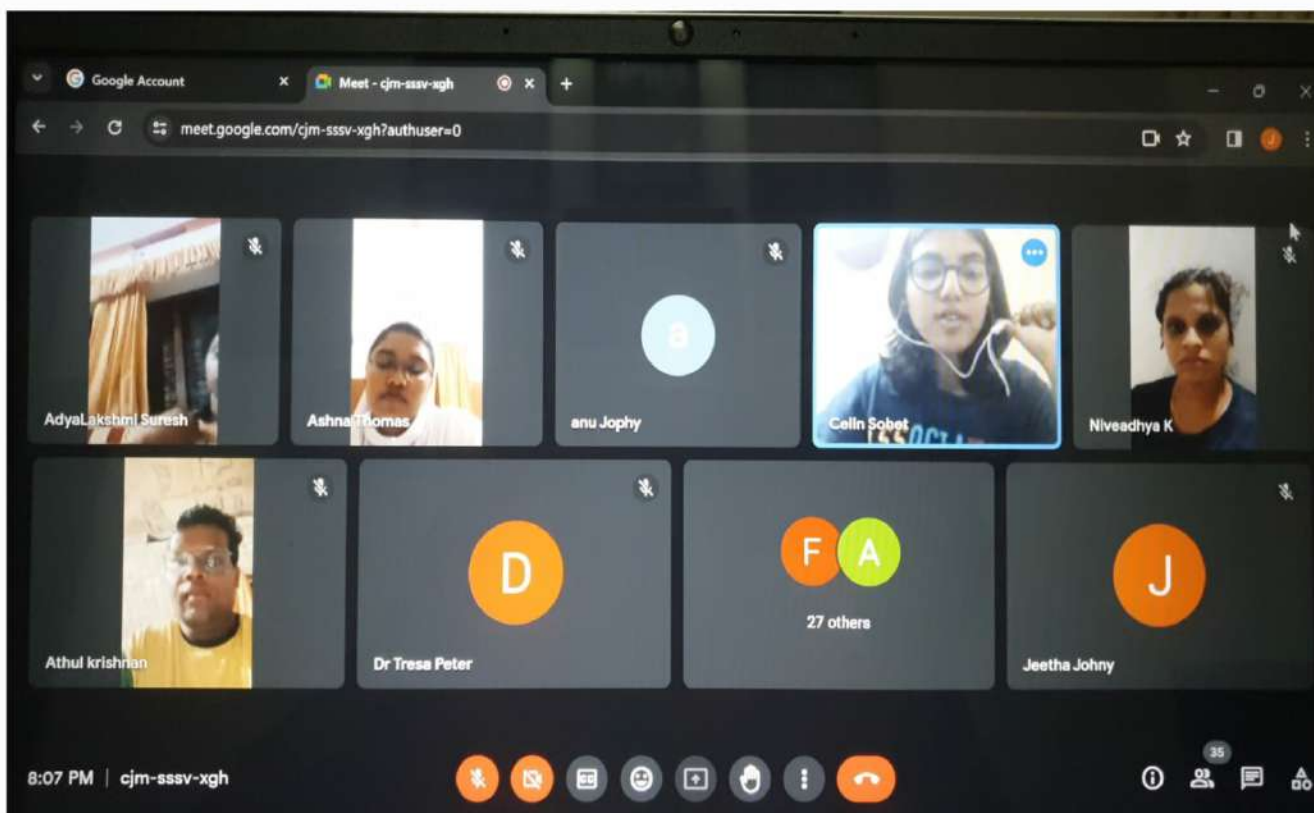 Google Account
Meet - cjm-sssv-xgh
meet.google.com/cjm-sssv-xgh?authuser=0
J
AdyaLakshmi Suresh
Ashna Thomas
a
anu Jophy
Celin Sobet
Niveadhya K
Athul krishnan
D
Dr Tresa Peter
F A
27 others
J
Jeetha Johny
8:07 PM | cjm-sssv-xgh
CC
35